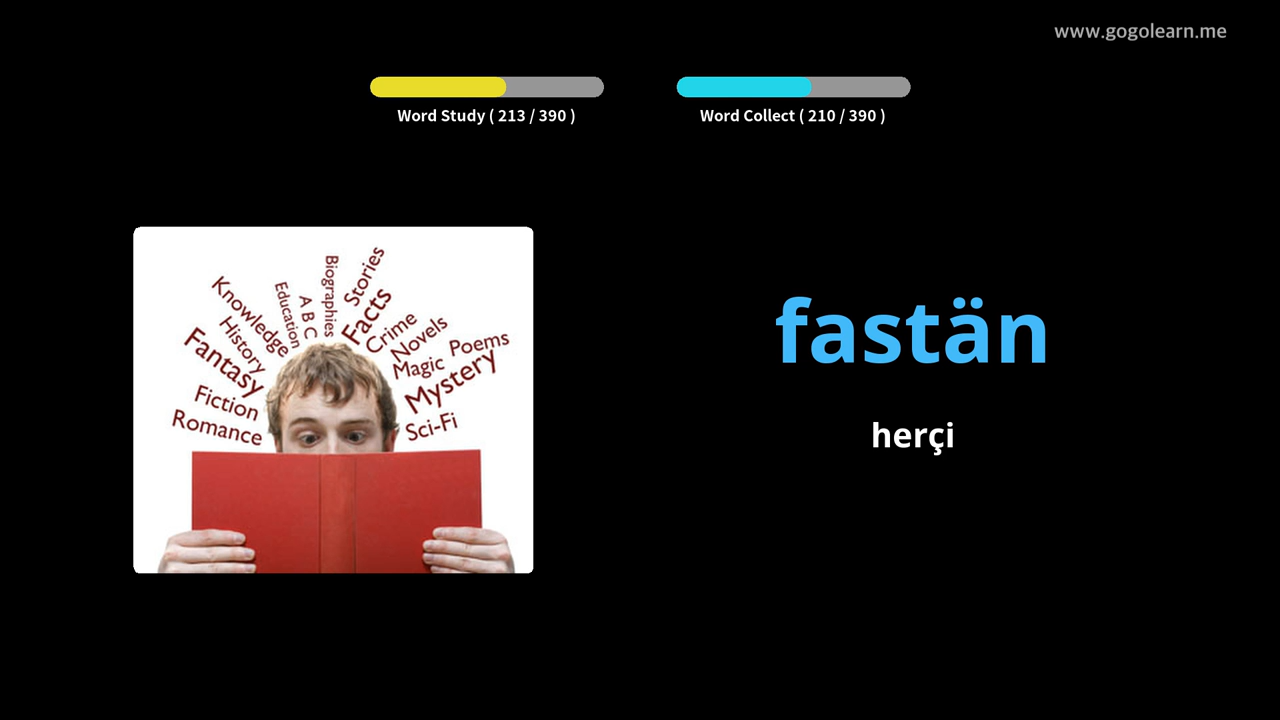 www.gogolearn.me
Word Study ( 213 / 390 )
Word Collect ( 210 / 390 )
Biographies
Stories
Education
A B C
Facts
Knowledge
History
Crime
Novels
Fantasy
Magic
Poems
Mystery
Fiction
Romance
Sci-Fi
fastän
herçi